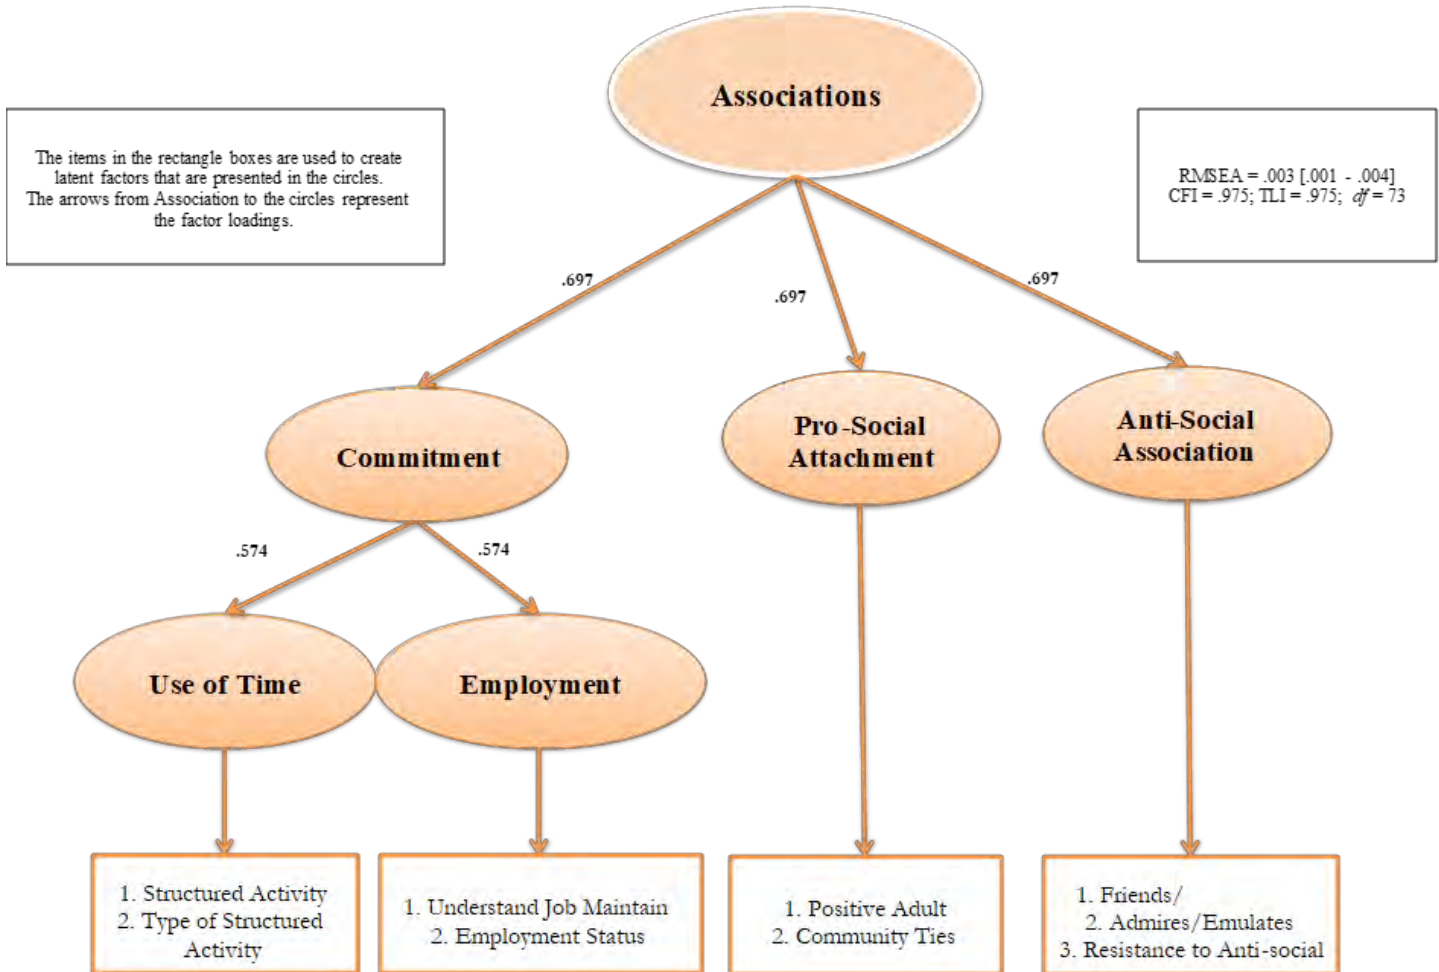 Associations
The items in the rectangle boxes are used to create
latent factors that are presented in the circles.
The arrows from Association to the circles represent
the factor loadings.
RMSEA = .003 [.001 - .004]
CFI = .975; TLI = .975; df = 73
.697
.697
.697
Commitment
Pro-Social
Attachment
Anti-Social
Association
.574
.574
Use of Time
Employment
1. Structured Activity
2. Type of Structured
Activity
1. Understand Job Maintain
2. Employment Status
1. Positive Adult
2. Community Ties
1. Friends/
2. Admires/Emulates
3. Resistance to Anti-social